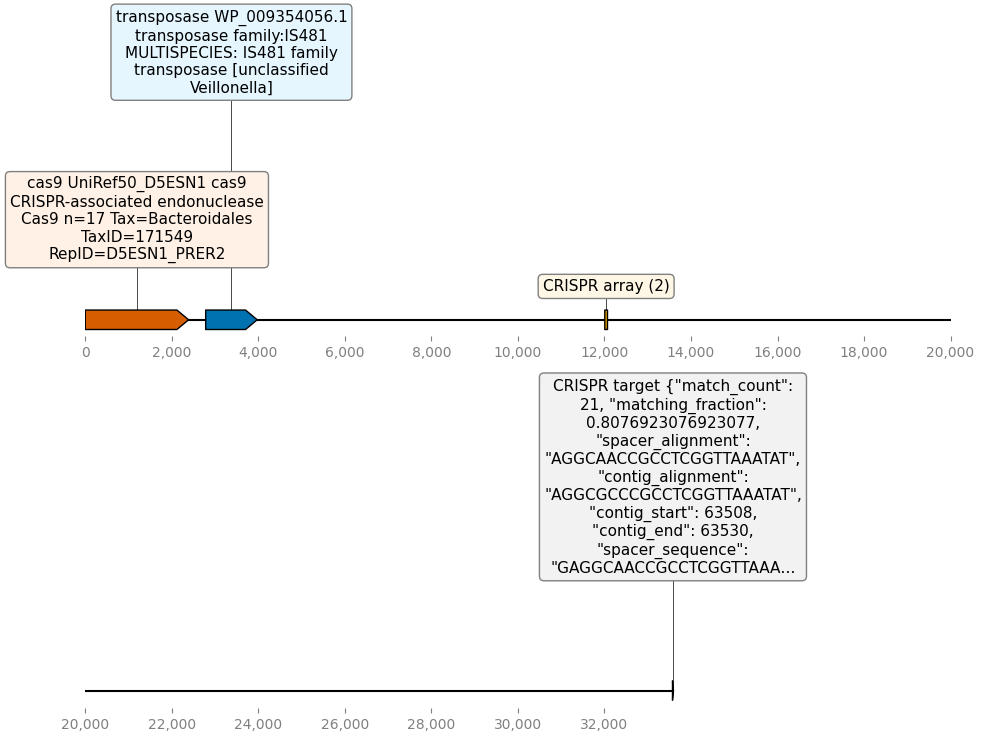 transposase WP_009354056.1
transposase family:IS481
MULTISPECIES: IS481 family
transposase [unclassified
Veillonella]
cas9 UniRef50_D5ESN1 cas9
CRISPR-associated endonuclease
Cas9 n=17 Tax=Bacteroidales
TaxID=171549
RepID=D5ESN1_PRER2
CRISPR array (2)
0 2,000 4,000 6,000 8,000 10,000 12,000 14,000 16,000 18,000 20,000
CRISPR target {"match_count":
21, "matching_fraction":
0.8076923076923077,
"spacer_alignment":
"AGGCAACCGCCTCGGTTAAATAT",
"contig_alignment":
"AGGCGCCCGCCTCGGTTAAATAT",
"contig_start": 63508,
"contig_end": 63530,
"spacer_sequence":
"GAGGCAACCGCCTCGGTTAAA...
20,000 22,000 24,000 26,000 28,000 30,000 32,000